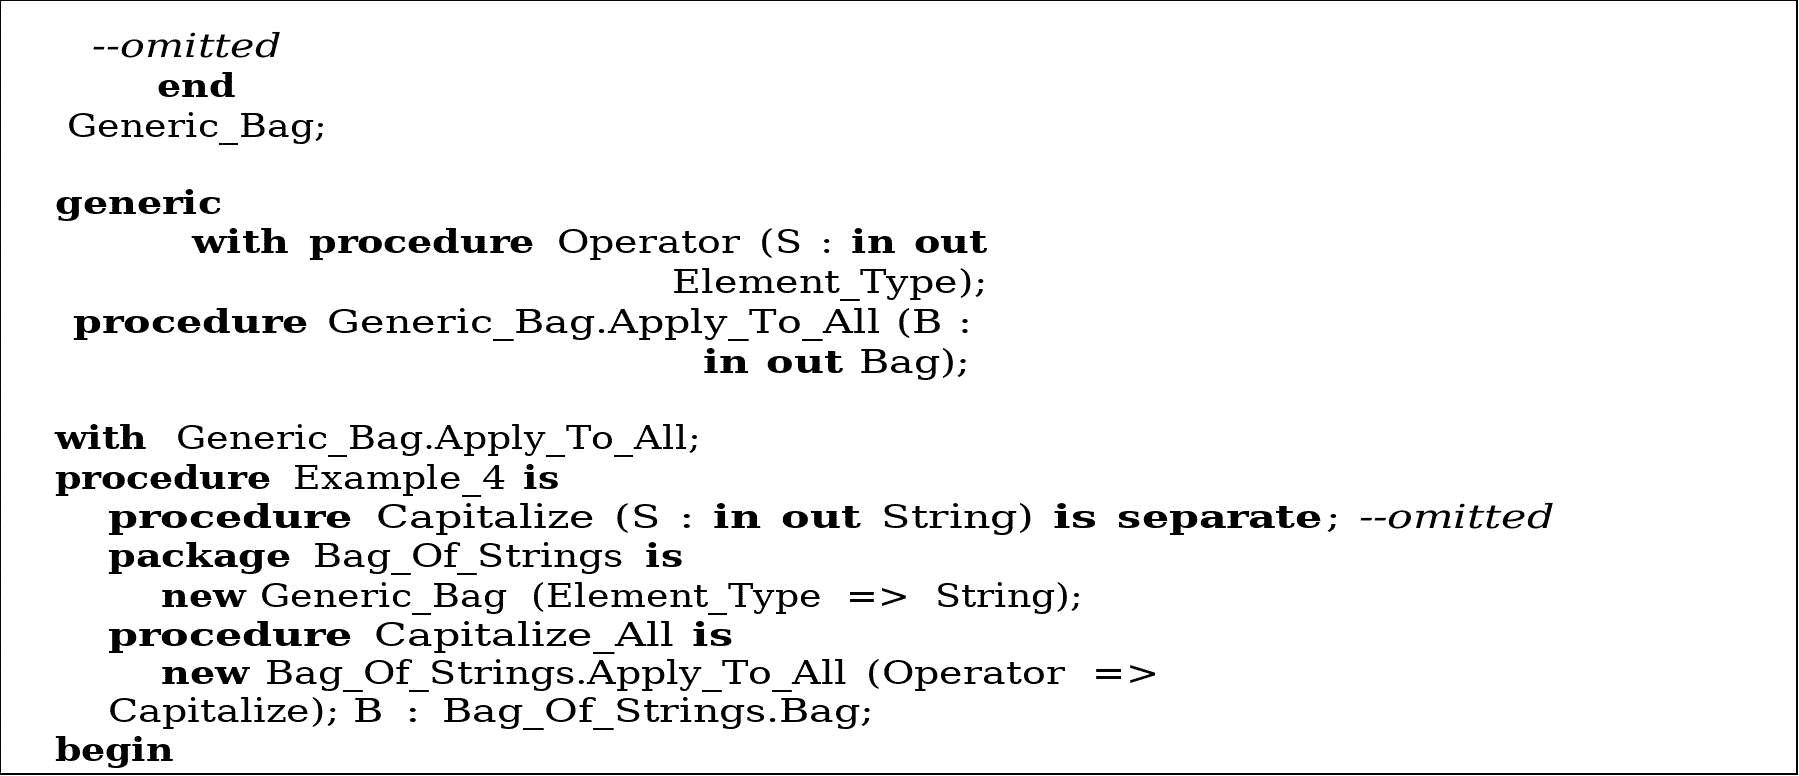 --omitted
end
Generic_Bag;
generic
with procedure Operator (S : in out
Element_Type);
procedure Generic_Bag.Apply_To_All (B :
in out Bag);
with Generic_Bag.Apply_To_All;
procedure Example_4 is
procedure Capitalize (S : in out String) is separate; --omitted
package Bag_Of_Strings is
new Generic_Bag (Element_Type => String);
procedure Capitalize_All is
new Bag_Of_Strings.Apply_To_All (Operator =>
Capitalize); B : Bag_Of_Strings.Bag;
begin